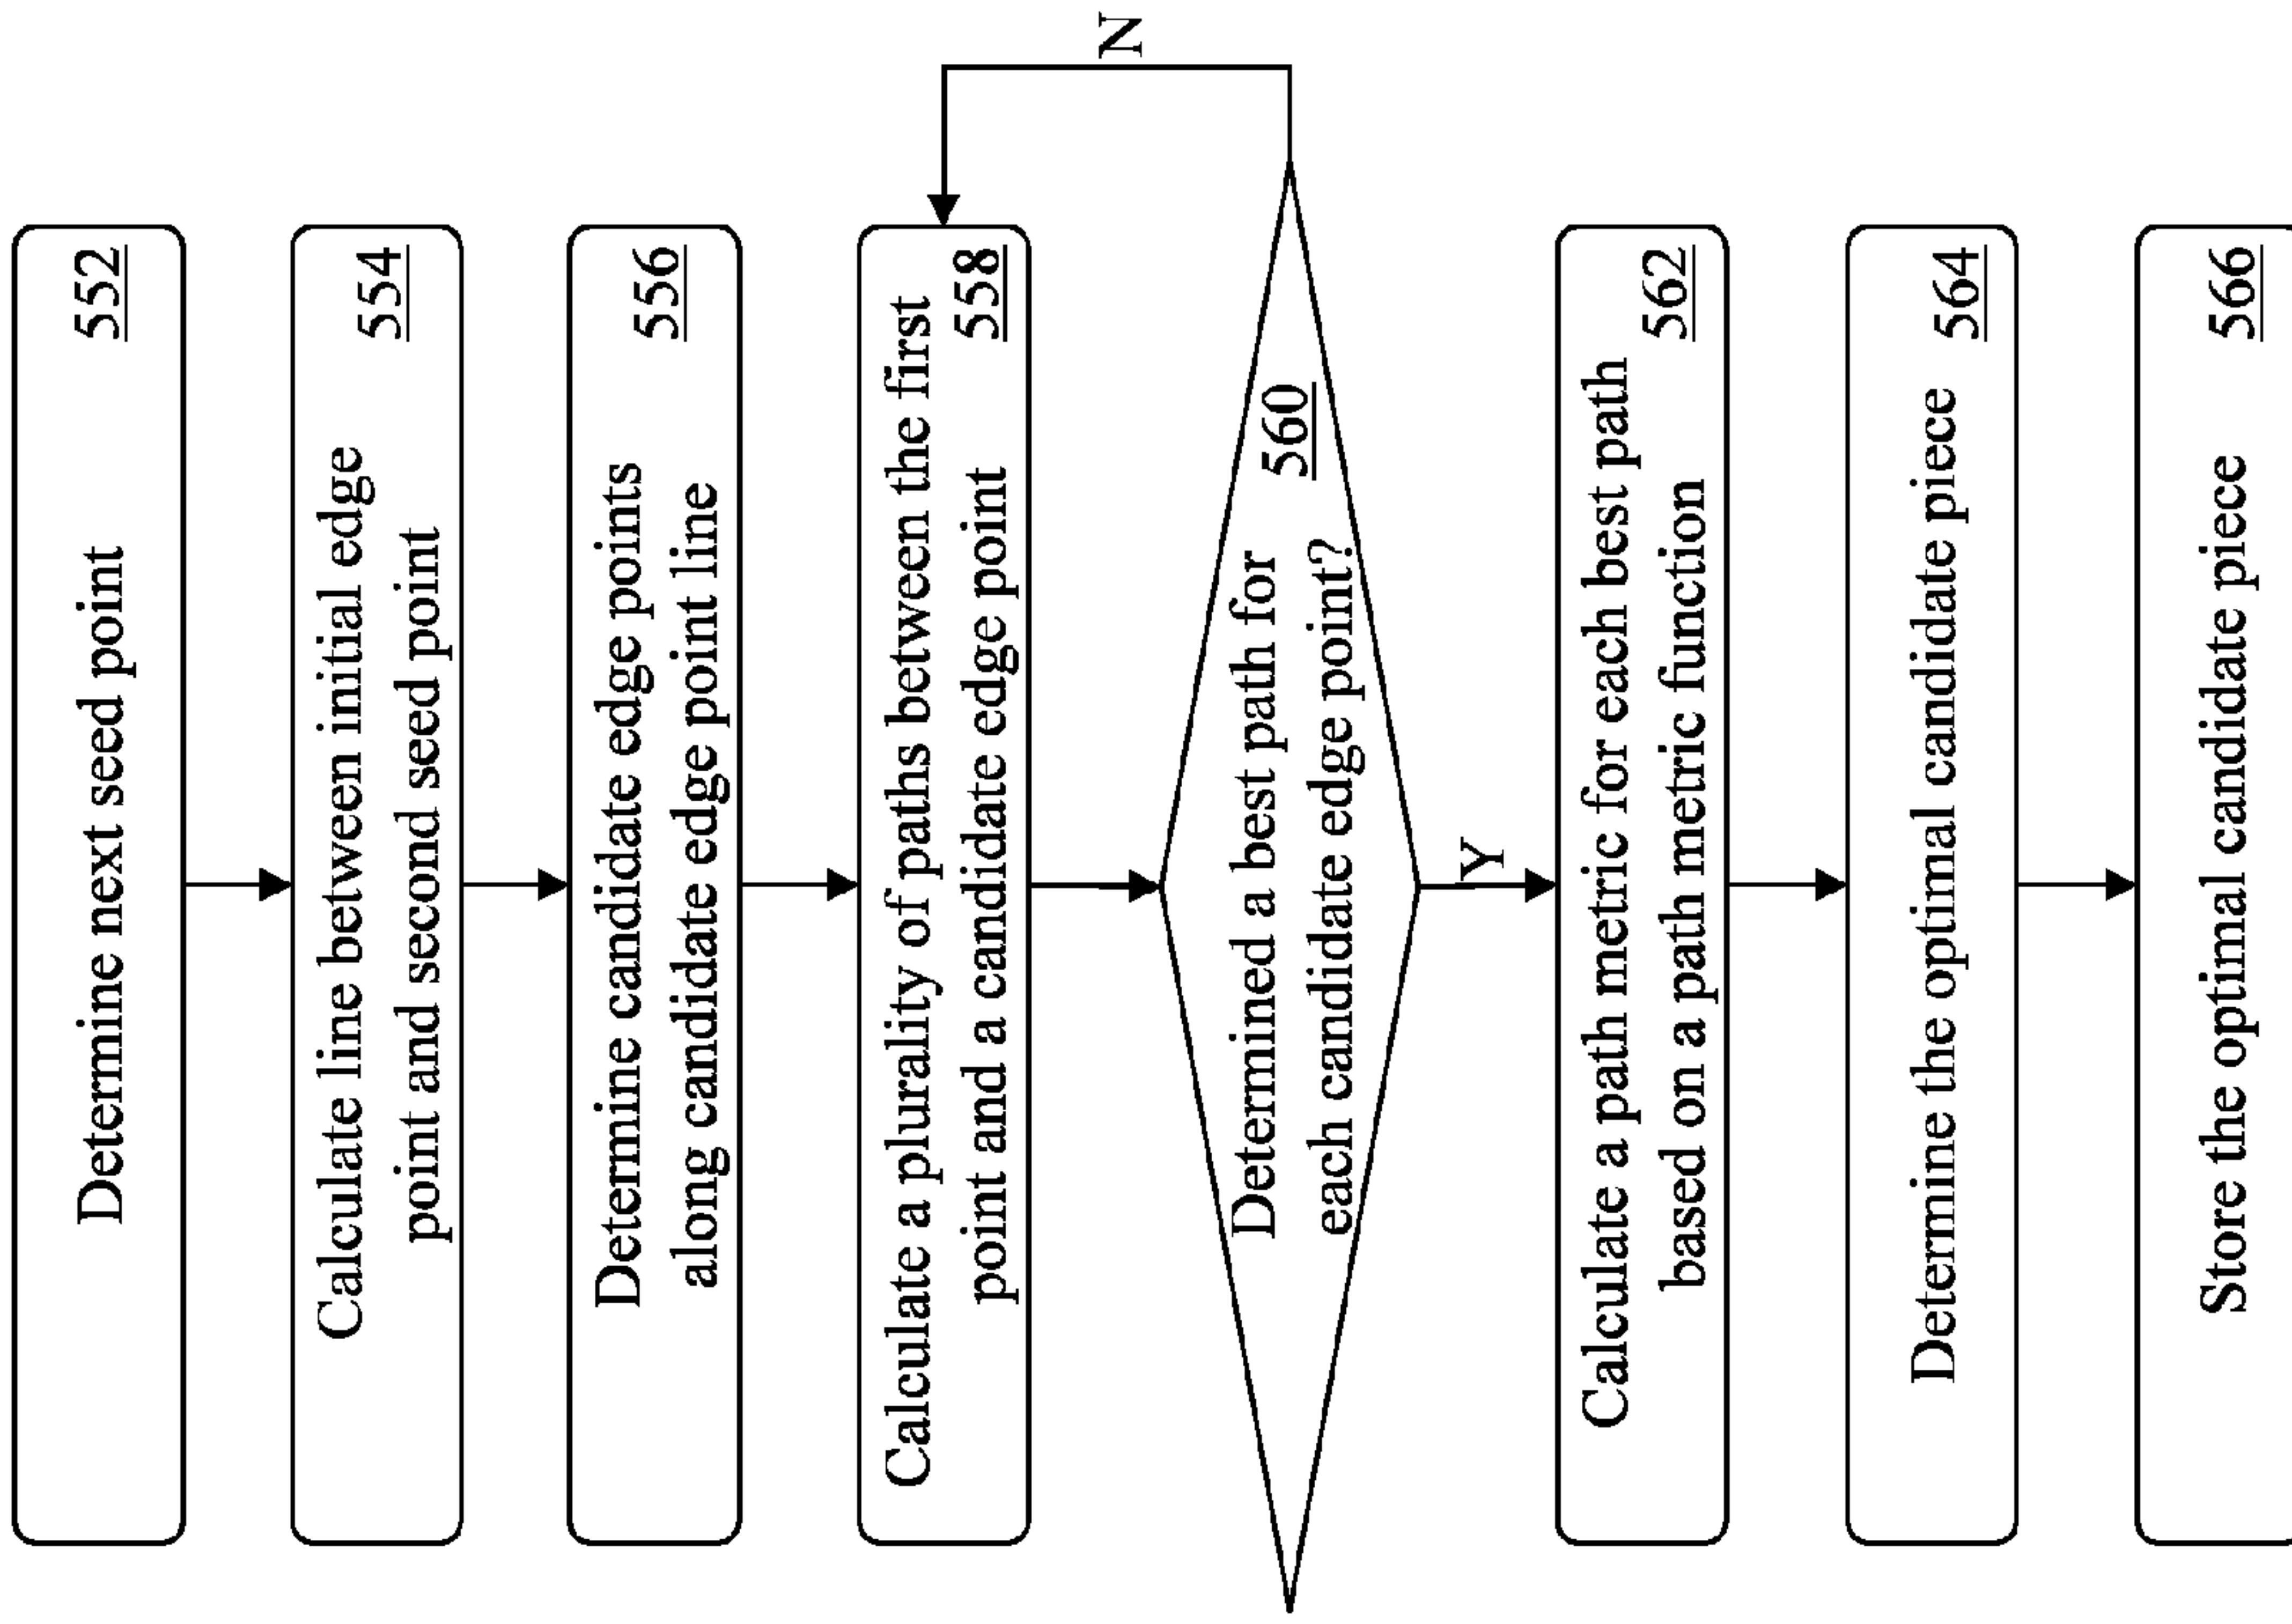 Determine next seed point 552
Calculate line between initial edge
point and second seed point 554
Determine candidate edge points
along candidate edge point line 556
Calculate a plurality of paths between the first
point and a candidate edge point 558
Determined a best path for
each candidate edge point? 560
N
Y
Calculate a path metric for each best path
based on a path metric function 562
Determine the optimal candidate piece 564
Store the optimal candidate piece 566